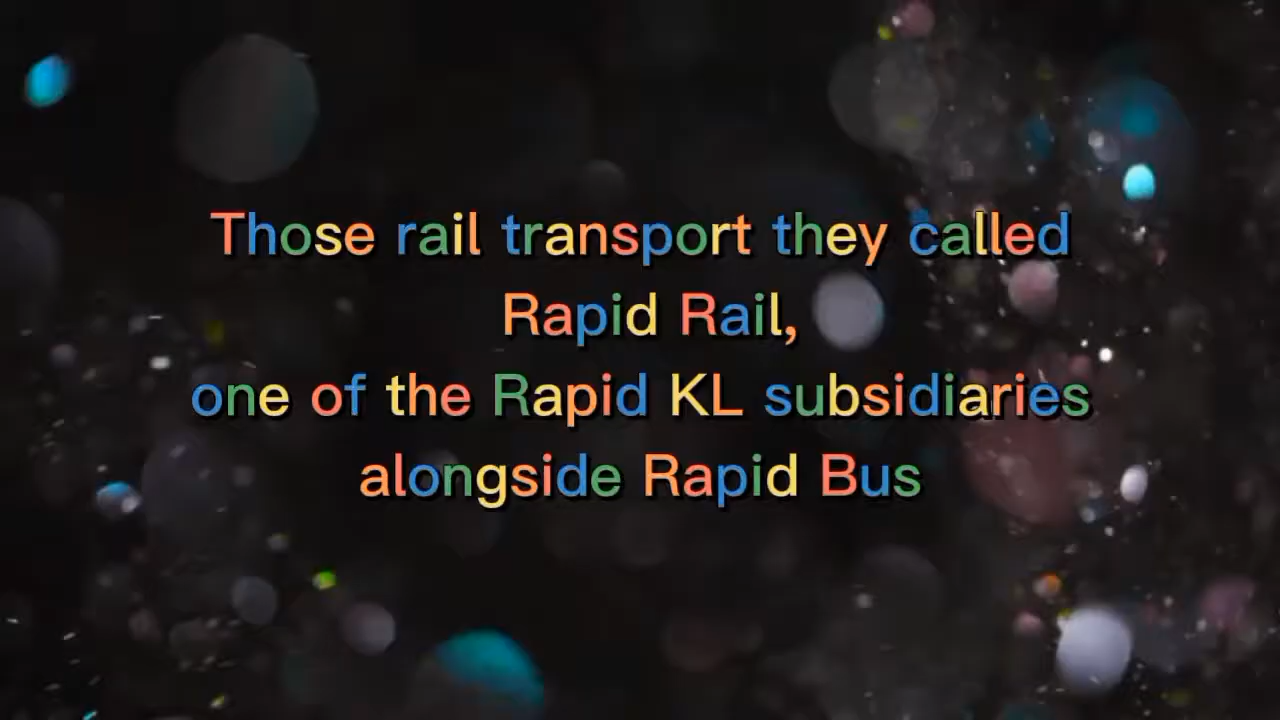 Those rail transport they called
Rapid Rail,
one of the Rapid KL subsidiaries
alongside Rapid Bus